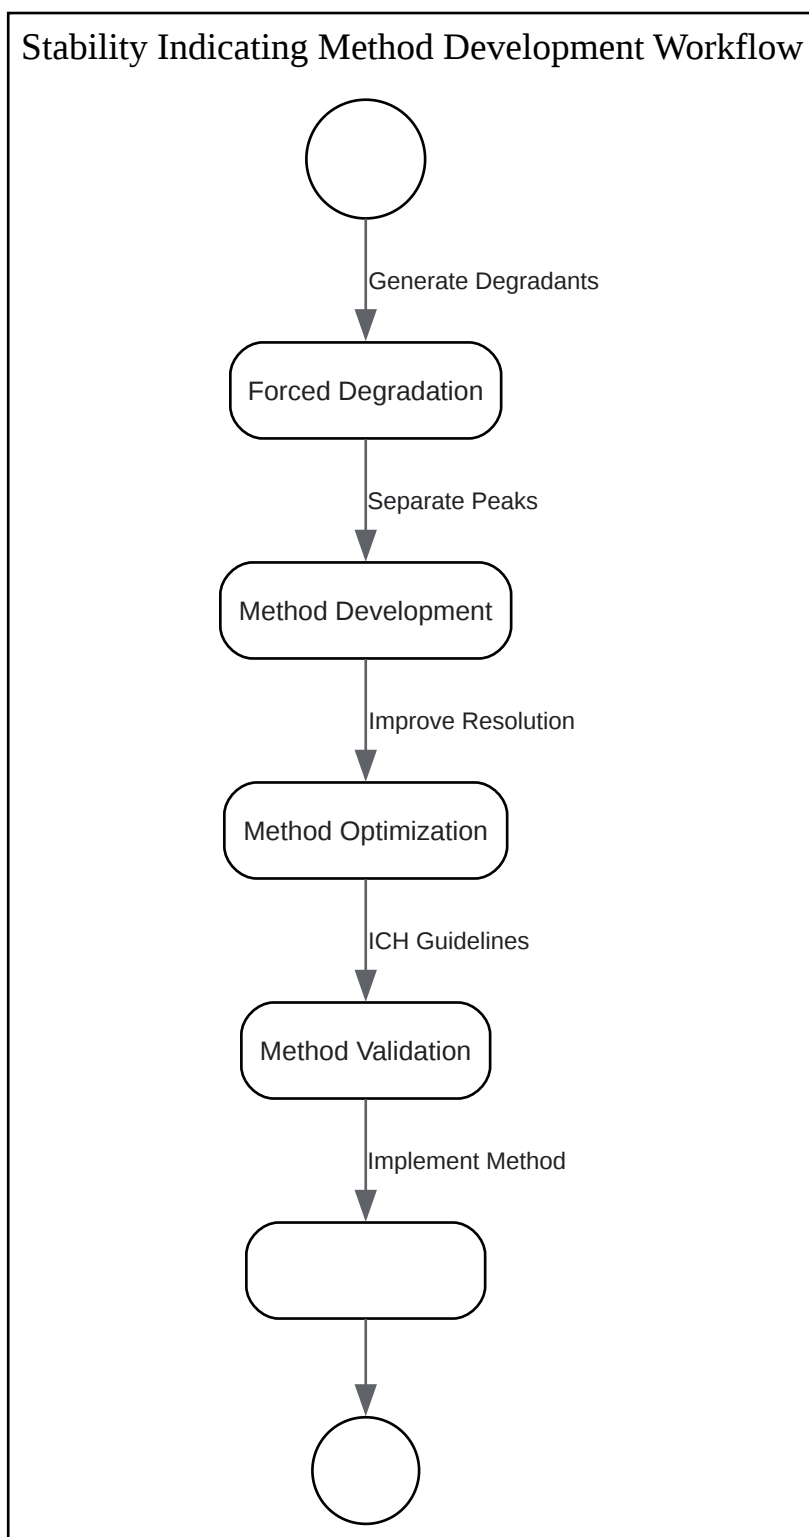 Stability Indicating Method Development Workflow
Generate Degradants
Forced Degradation
Separate Peaks
Method Development
Improve Resolution
Method Optimization
ICH Guidelines
Method Validation
Implement Method